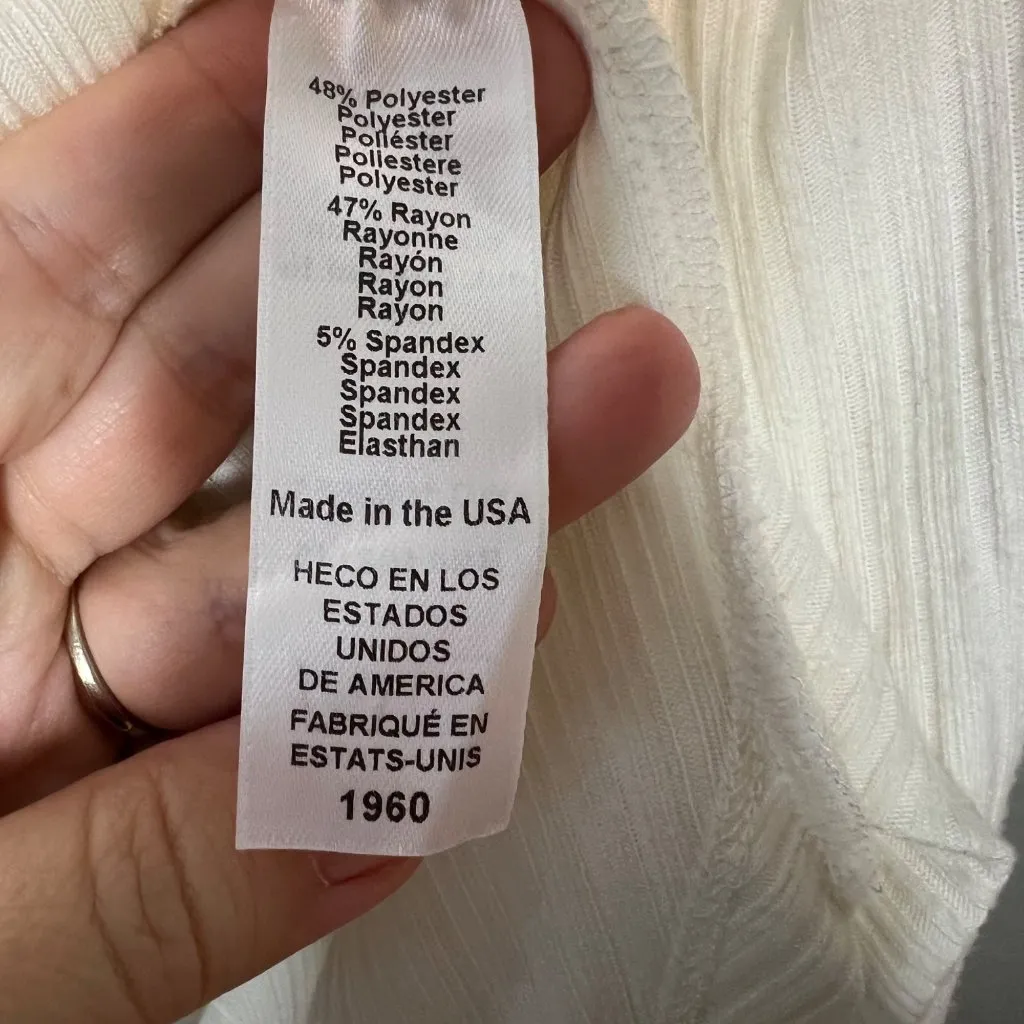 48% Polyester
Polyester
Poliéster
Poliestere
Polyester
47% Rayon
Rayonne
Rayón
Rayon
Rayon
5% Spandex
Spandex
Spandex
Spandex
Elasthan
Made in the USA
HECO EN LOS
ESTADOS
UNIDOS
DE AMERICA
FABRIQUÉ EN
ESTATS-UNIS
1960